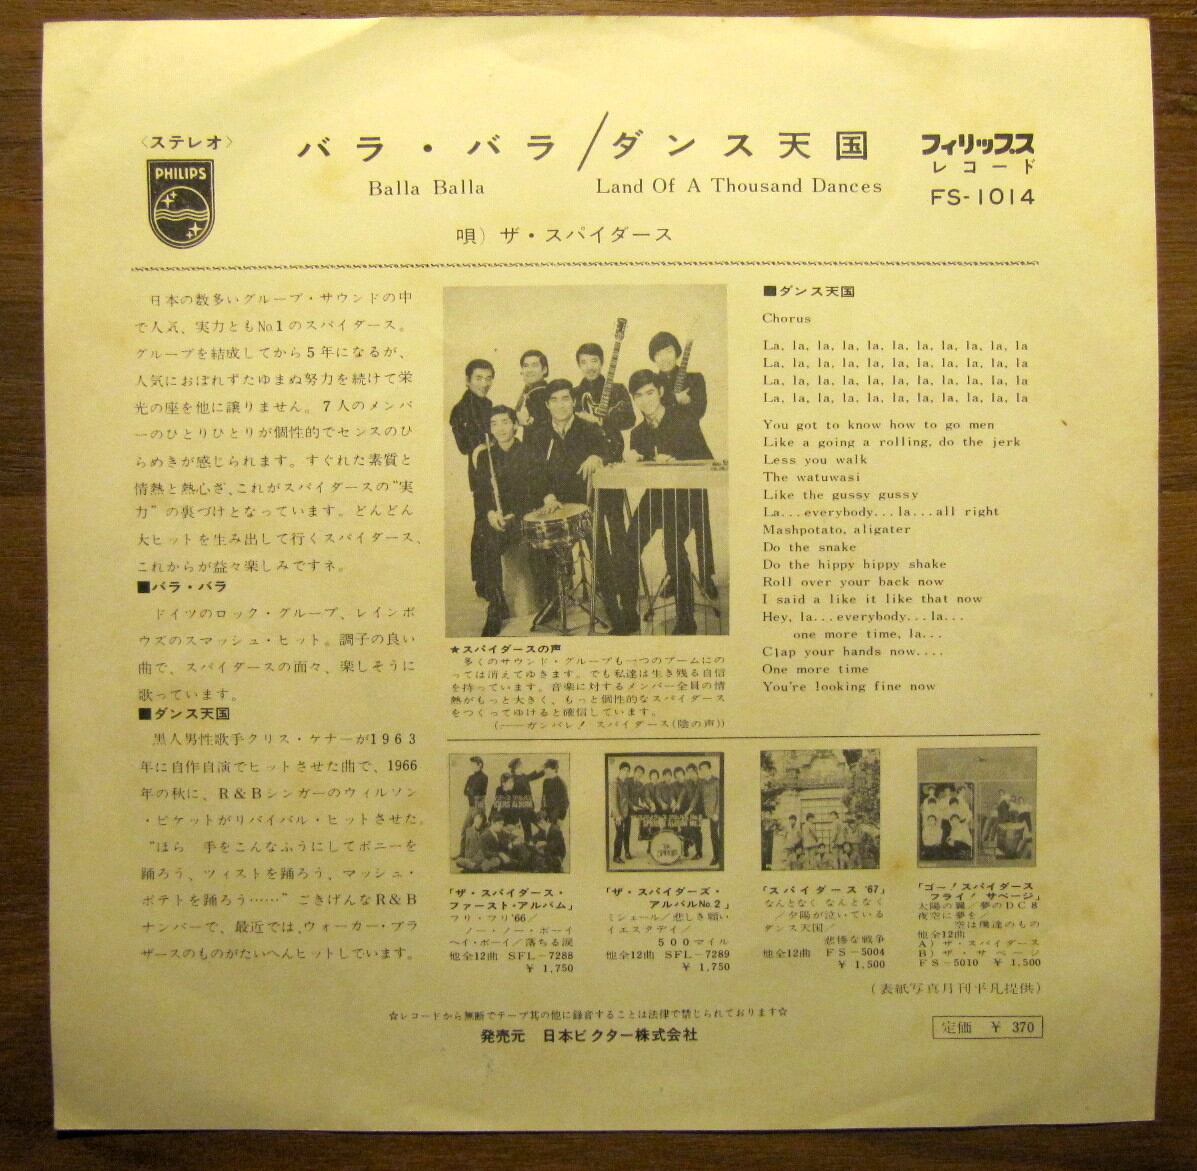 〈ステレオ〉
PHILIPS
バラ・バラ／ダンス天国
Balla Balla
Land Of A Thousand Dances
フィリップス
レコード
FS-1014
唄）ザ・スパイダース
日本の数多いグループ・サウンドの中
で人気、実力ともNo.1のスパイダース。
グループを結成してから5年になるが、
人気におぼれずたゆまぬ努力を続けて栄
光の座を他に譲りません。7人のメンバ
ーのひとりひとりが個性的でセンスのひ
らめきが感じられます。すぐれた素質と
情熱と熱心さ、これがスパイダースの"実
力"の裏づけとなっています。どんどん
大ヒットを生み出して行くスパイダース、
これからが益々楽しみですネ。
■バラ・バラ
ドイツのロック・グループ、レインボ
ウズのスマッシュ・ヒット。調子の良い
曲で、スパイダースの面々、楽しそうに
歌っています。
■ダンス天国
黒人男性歌手クリス・ケナーが1963
年に自作自演でヒットさせた曲で、1966
年の秋に、R&Bシンガーのウィルソン
・ピケットがリバイバル・ヒットさせた。
"ほら　手をこんなふうにしてポニーを
踊ろう、ツィストを踊ろう、マッシュ・
ポテトを踊ろう……"ごきげんなR&B
ナンバーで、最近では、ウォーカー・ブラ
ザースのものがたいへんヒットしています。
★スパイダースの声
多くのサウンド・グループも一つのブームにの
っては消えてゆきます。でも私達は生き残る自信
を持っています。音楽に対するメンバー全員の情
熱がもっと大きく、もっと個性的なスパイダース
をつくってゆけると確信しています。
(――ガンバレ！スパイダース(陰の声))
■ダンス天国
Chorus
La, la, la, la, la, la, la, la, la, la, la
La, la, la, la, la, la, la, la, la, la, la
La, la, la, la, la, la, la, la, la, la, la
La, la, la, la, la, la, la, la, la, la, la
You got to know how to go men
Like a going a rolling, do the jerk
Less you walk
The watuwasi
Like the gussy gussy
La...everybody...la...all right
Mashpotato, aligater
Do the snake
Do the hippy hippy shake
Roll over your back now
I said a like it like that now
Hey, la...everybody...la...
one more time, la...
Clap your hands now....
One more time
You're looking fine now
「ザ・スパイダース・
ファースト・アルバム」
フリ・フリ'66／
ノー・ノー・ボーイ
ヘイ・ボーイ／落ちる涙
他全12曲 SFL-7288
¥ 1,750
「ザ・スパイダーズ・
アルバムNo.2」
ミシェール／悲しき願い
イエスタデイ／
500マイル
他全12曲 SFL-7289
¥ 1,750
「スパイダース '67」
なんとなく なんとなく
／夕陽が泣いている
ダンス天国／
悲惨な戦争
他全12曲 FS-5004
¥ 1,500
「ゴー！スパイダース
フライ！サベージ」
太陽の翼／夢のDC8
夜空に夢を／
空は僕達のもの
他全12曲
A）ザ・スパイダース
B）ザ・サベージ
FS-5010 ¥ 1,500
（表紙写真月刊平凡提供）
☆レコードから無断でテープ其の他に録音することは法律で禁じられております☆
発売元　日本ビクター株式会社
定価　¥ 370